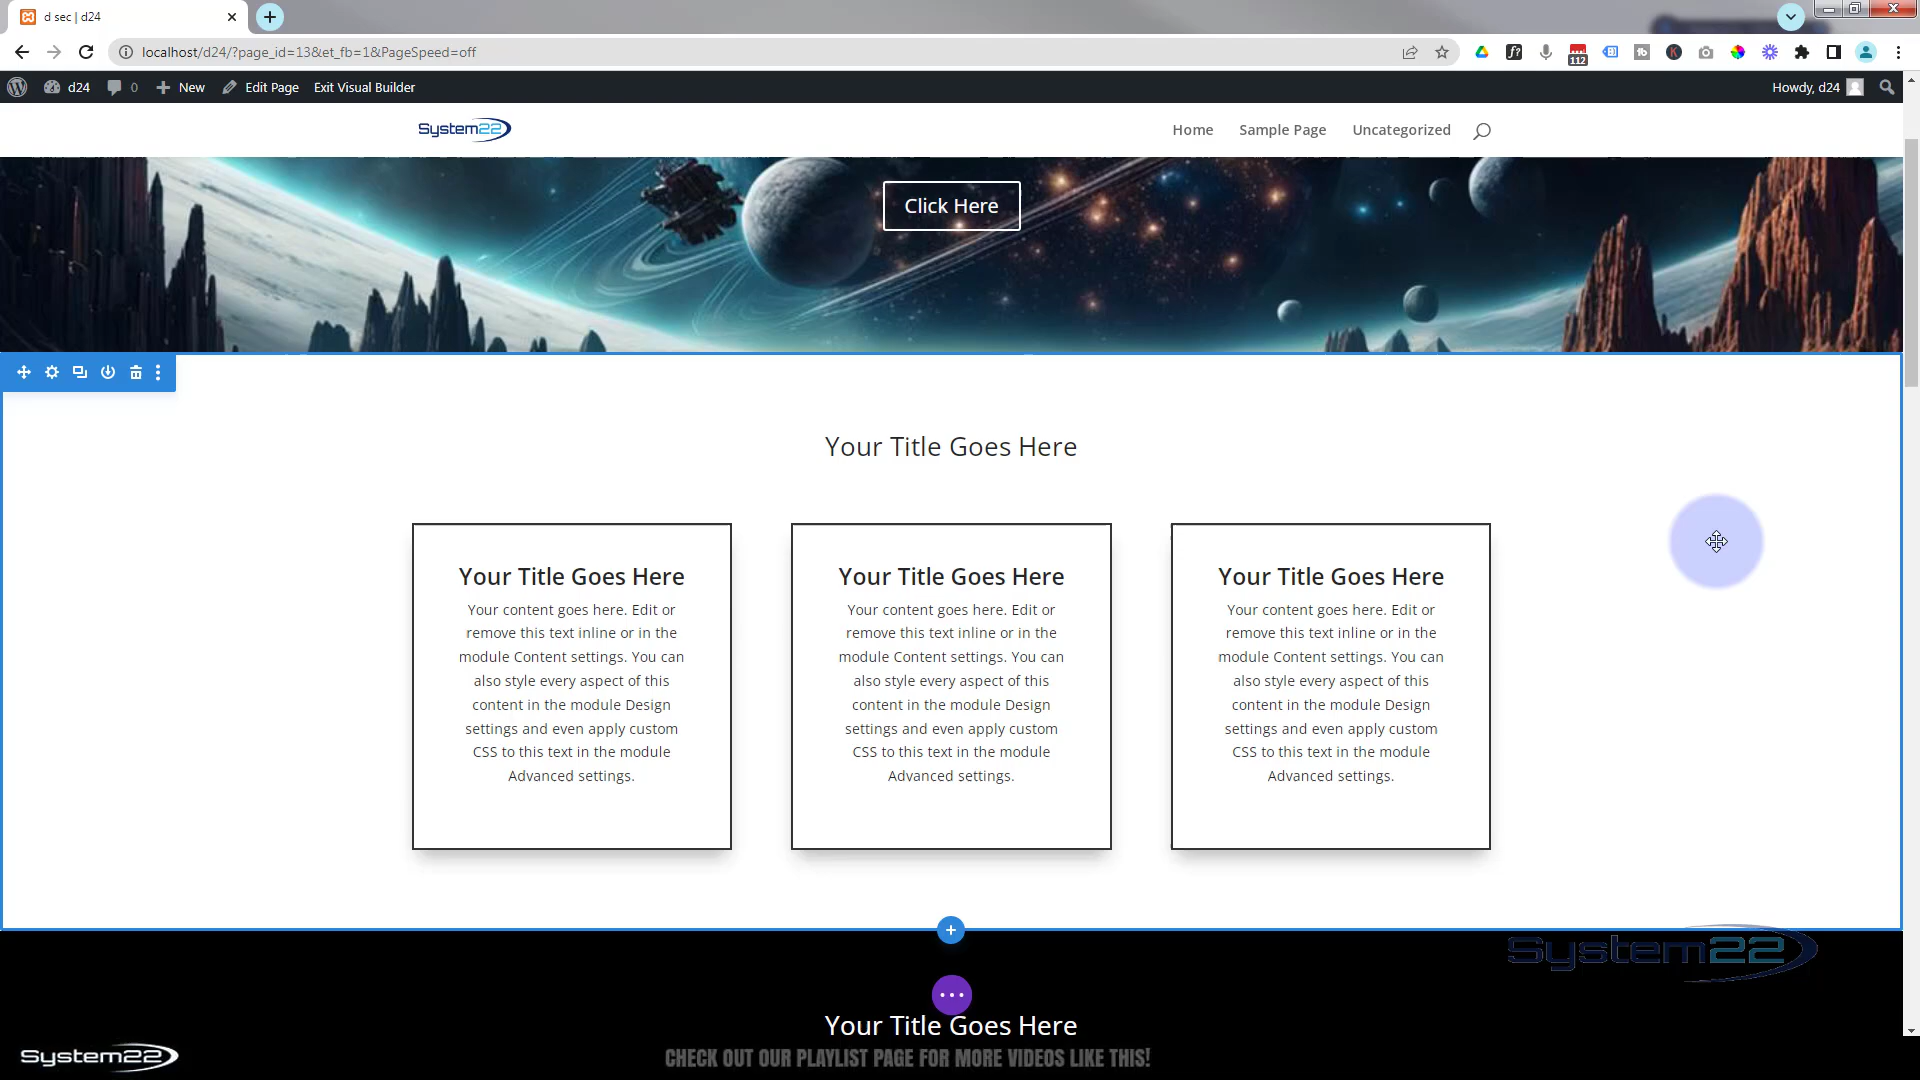 d sec | d24
localhost/d24/?page_id=13&et_fb=1&PageSpeed=off
112
d24
0
New
Edit Page
Exit Visual Builder
Howdy, d24
System22
Home
Sample Page
Uncategorized
Click Here
Your Title Goes Here
Your Title Goes Here
Your content goes here. Edit or
remove this text inline or in the
module Content settings. You can
also style every aspect of this
content in the module Design
settings and even apply custom
CSS to this text in the module
Advanced settings.
Your Title Goes Here
Your content goes here. Edit or
remove this text inline or in the
module Content settings. You can
also style every aspect of this
content in the module Design
settings and even apply custom
CSS to this text in the module
Advanced settings.
Your Title Goes Here
Your content goes here. Edit or
remove this text inline or in the
module Content settings. You can
also style every aspect of this
content in the module Design
settings and even apply custom
CSS to this text in the module
Advanced settings.
System22
Your Title Goes Here
System22
CHECK OUT OUR PLAYLIST PAGE FOR MORE VIDEOS LIKE THIS!